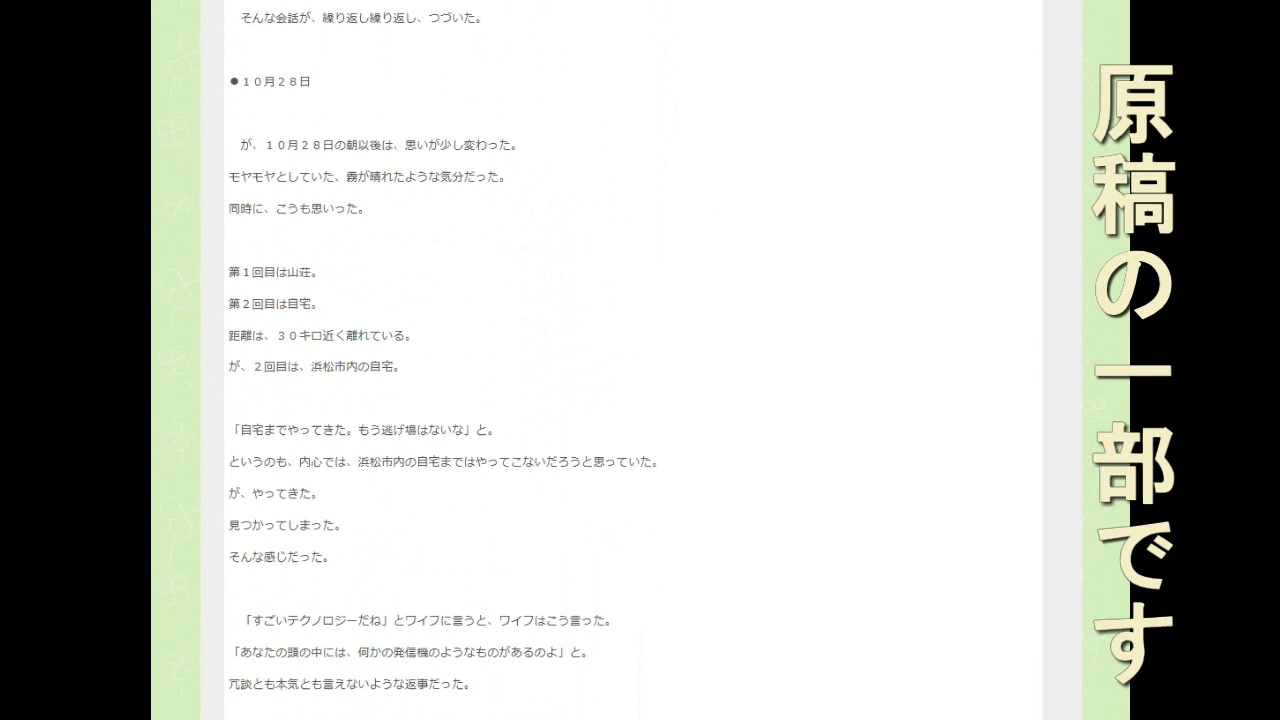 そんな会話が、繰り返し繰り返し、つづいた。
●１０月２８日
が、１０月２８日の朝以後は、思いが少し変わった。
モヤモヤとしていた、霧が晴れたような気分だった。
同時に、こうも思いった。
第１回目は山荘。
第２回目は自宅。
距離は、３０キロ近く離れている。
が、２回目は、浜松市内の自宅。
「自宅までやってきた。もう逃げ場はないな」と。
というのも、内心では、浜松市内の自宅まではやってこないだろうと思っていた。
が、やってきた。
見つかってしまった。
そんな感じだった。
「すごいテクノロジーだね」とワイフに言うと、ワイフはこう言った。
「あなたの頭の中には、何かの発信機のようなものがあるのよ」と。
冗談とも本気とも言えないような返事だった。
原稿の一部です